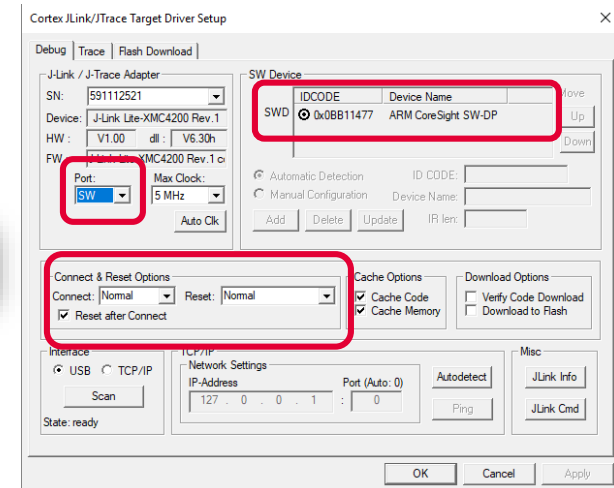 Cortex JLink/JTrace Target Driver Setup
Debug Trace Flash Download
J-Link / J-Trace Adapter
SN: 591112521
Device: J-Link Lite-XMC4200 Rev.1
HW : V1.00 dll : V6.30h
FW : J-Link Lite-XMC4200 Rev.1 c
Port: Max Clock:
SW 5 MHz
Auto Clk
SW Device
IDCODE Device Name Move
SWD 0x0BB11477 ARM CoreSight SW-DP Up
Down
Automatic Detection ID CODE:
Manual Configuration Device Name:
Add Delete Update IR len:
Connect & Reset Options
Connect: Normal Reset: Normal
Reset after Connect
Cache Options
Cache Code
Cache Memory
Download Options
Verify Code Download
Download to Flash
Interface
USB TCP/IP
Scan
State: ready
TCP/IP
Network Settings
IP-Address Port (Auto: 0)
127 . 0 . 0 . 1 : 0
Autodetect
Ping
Misc
JLink Info
JLink Cmd
OK Cancel Apply